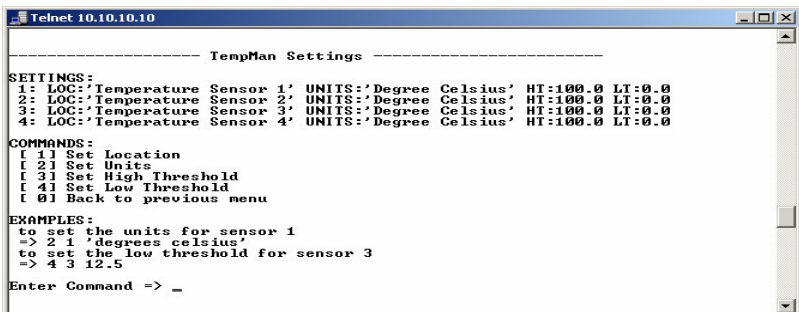 Telnet 10.10.10.10
-------------------- TempMan Settings ------------------------
SETTINGS:
1: LOC:'Temperature Sensor 1' UNITS:'Degree Celsius' HT:100.0 LT:0.0
2: LOC:'Temperature Sensor 2' UNITS:'Degree Celsius' HT:100.0 LT:0.0
3: LOC:'Temperature Sensor 3' UNITS:'Degree Celsius' HT:100.0 LT:0.0
4: LOC:'Temperature Sensor 4' UNITS:'Degree Celsius' HT:100.0 LT:0.0
COMMANDS:
[ 1] Set Location
[ 2] Set Units
[ 3] Set High Threshold
[ 4] Set Low Threshold
[ 0] Back to previous menu
EXAMPLES:
to set the units for sensor 1
=> 2 1 'degrees celsius'
to set the low threshold for sensor 3
=> 4 3 12.5
Enter Command => _